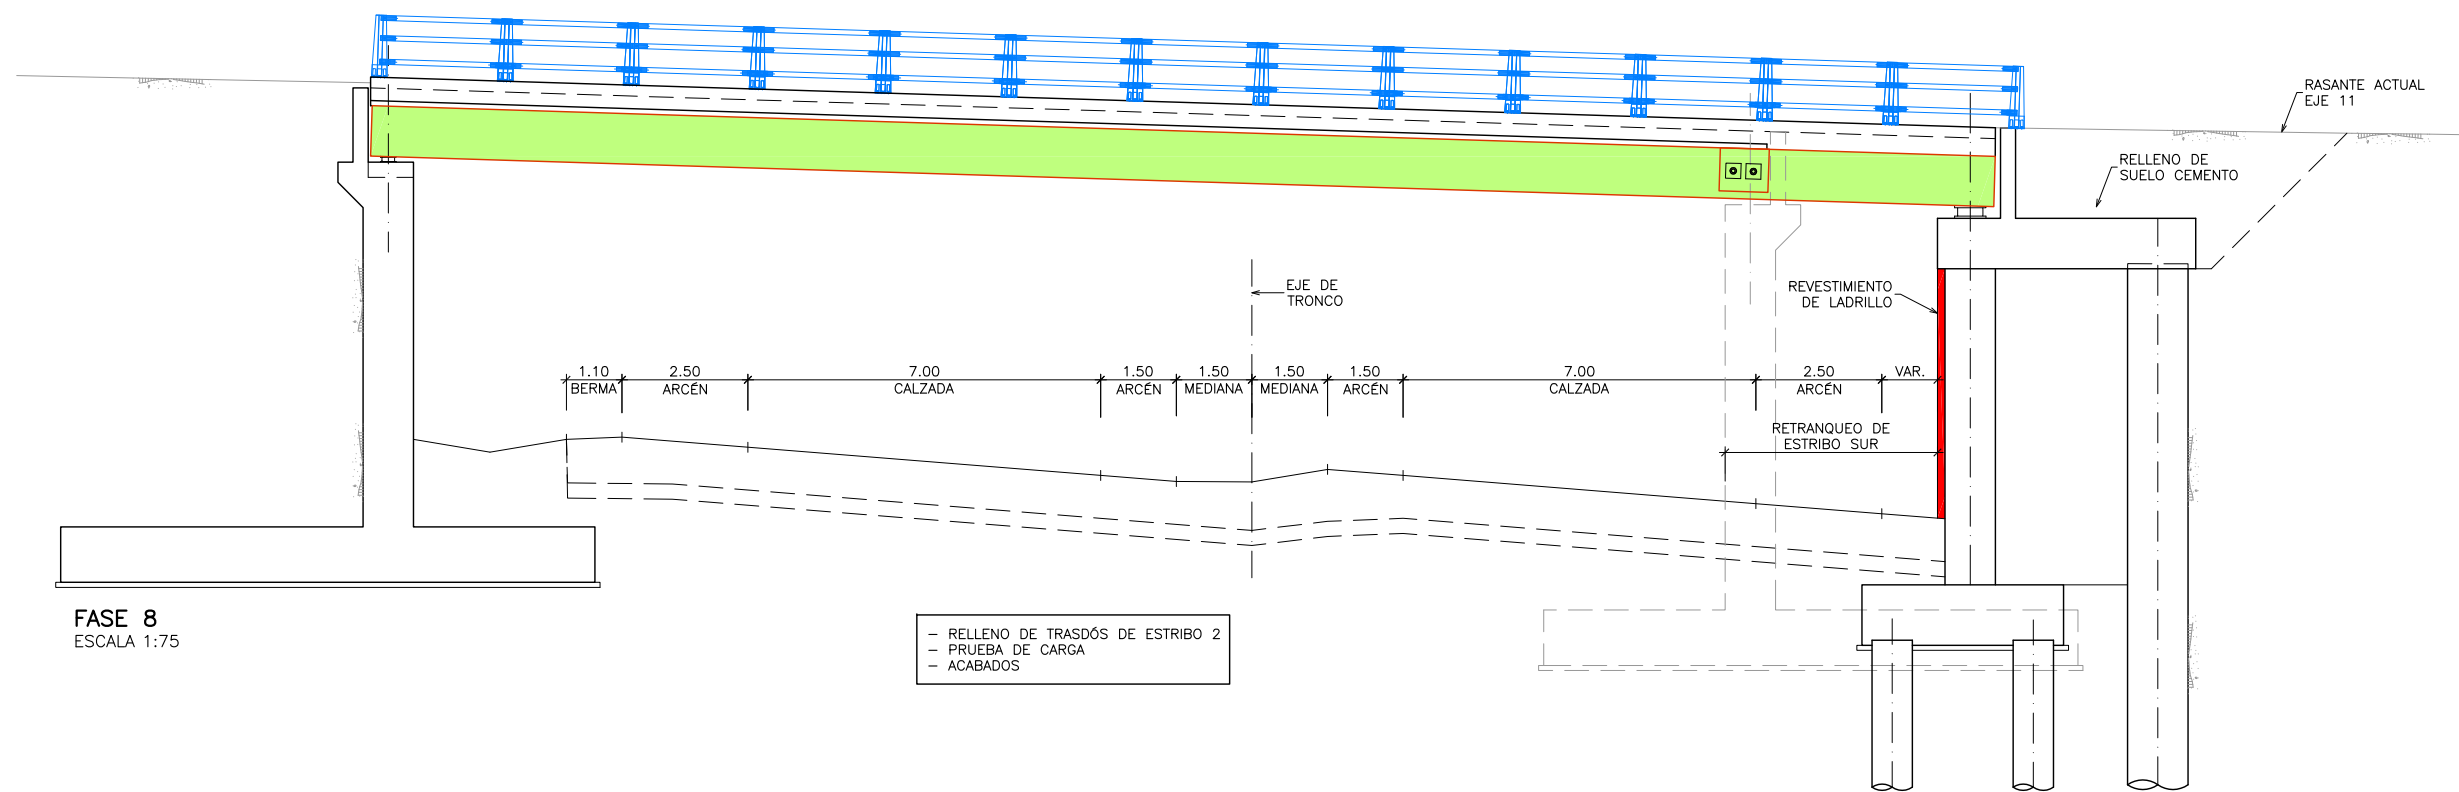 RASANTE ACTUAL
EJE 11
RELLENO DE
SUELO CEMENTO
EJE DE
TRONCO
REVESTIMIENTO
DE LADRILLO
1.10 2.50 7.00 1.50 1.50 1.50 1.50 7.00 2.50 VAR.
BERMA ARCÉN CALZADA ARCÉN MEDIANA MEDIANA ARCÉN CALZADA ARCÉN
RETRANQUEO DE
ESTRIBO SUR
FASE 8
ESCALA 1:75
- RELLENO DE TRASDÓS DE ESTRIBO 2
- PRUEBA DE CARGA
- ACABADOS